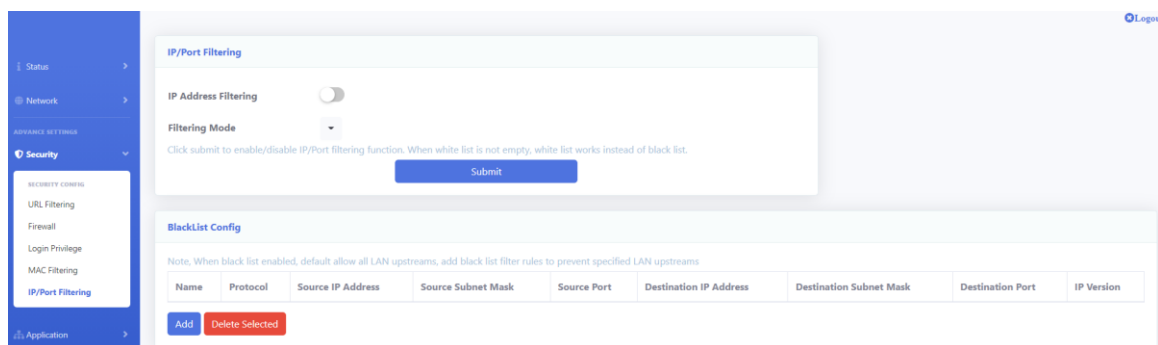 Logou
Status
Network
ADVANCE SETTINGS
Security
SECURITY CONFIG
URL Filtering
Firewall
Login Privilege
MAC Filtering
IP/Port Filtering
Application
IP/Port Filtering
IP Address Filtering
Filtering Mode
Click submit to enable/disable IP/Port filtering function. When white list is not empty, white list works instead of black list.
Submit
BlackList Config
Note, When black list enabled, default allow all LAN upstreams, add black list filter rules to prevent specified LAN upstreams
Name Protocol Source IP Address Source Subnet Mask Source Port Destination IP Address Destination Subnet Mask Destination Port IP Version
Add Delete Selected